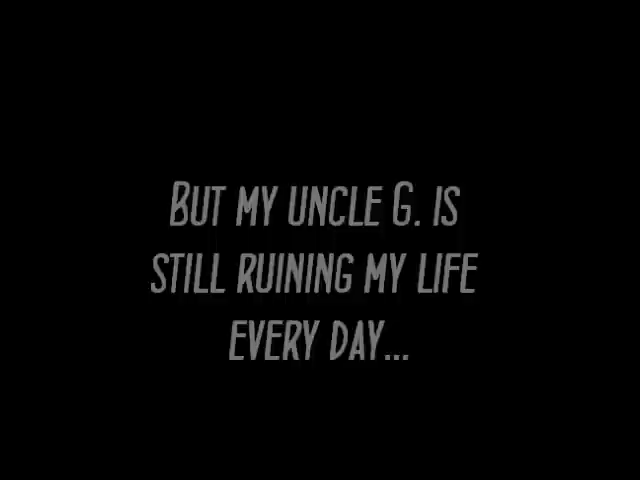 BUT MY UNCLE G. IS
STILL RUINING MY LIFE
EVERY DAY...